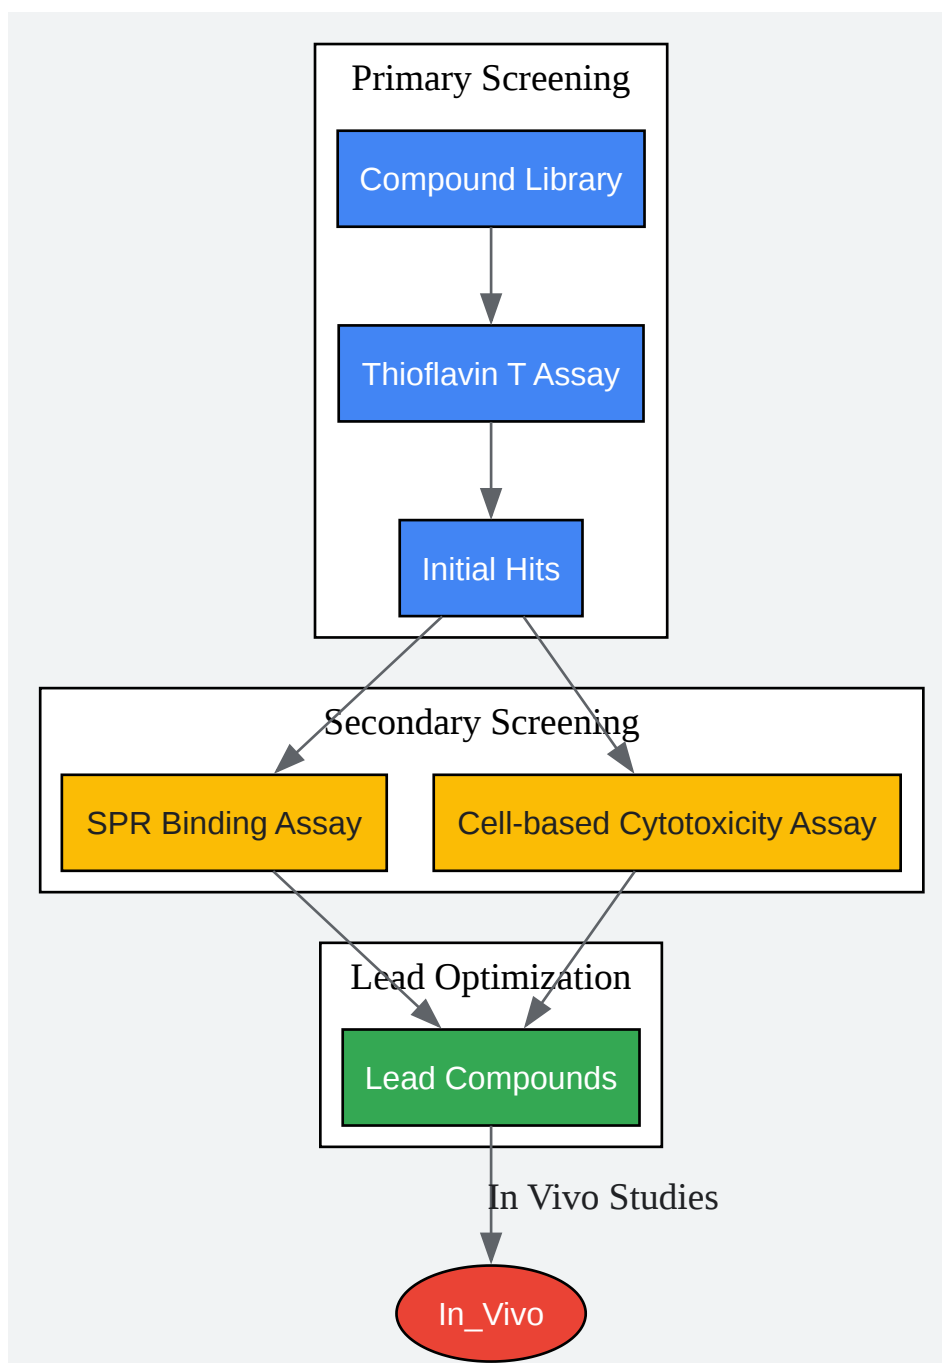 Primary Screening
Compound Library
Thioflavin T Assay
Initial Hits
Secondary Screening
SPR Binding Assay
Cell-based Cytotoxicity Assay
Lead Optimization
Lead Compounds
In Vivo Studies
In_Vivo